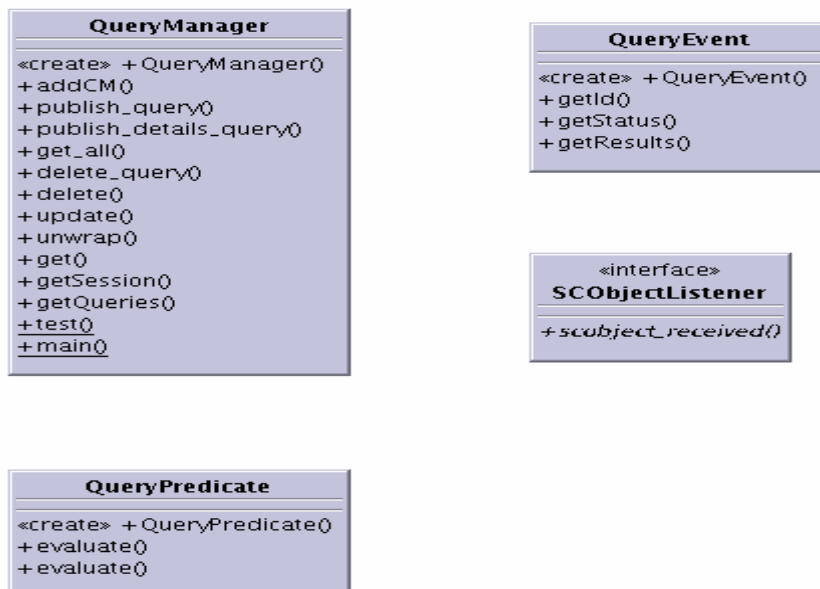 QueryManager
«create» +QueryManager()
+addCM()
+publish_query()
+publish_details_query()
+get_all()
+delete_query()
+delete()
+update()
+unwrap()
+get()
+getSession()
+getQueries()
+test()
+main()
QueryEvent
«create» +QueryEvent()
+getId()
+getStatus()
+getResults()
«interface»
SCObjectListener
+scobject_received()
QueryPredicate
«create» +QueryPredicate()
+evaluate()
+evaluate()